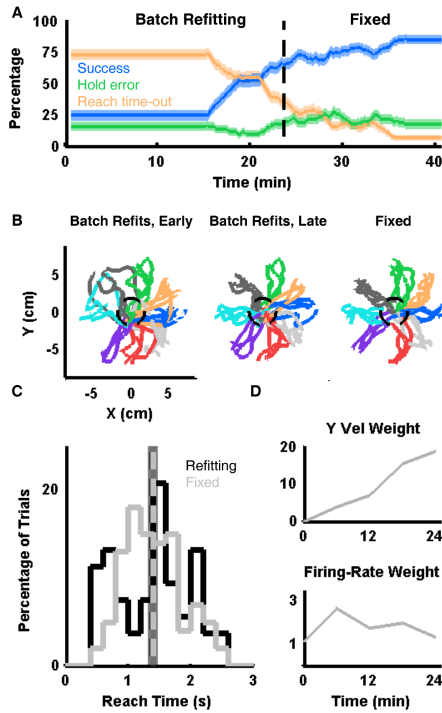 A
Batch Refitting
Fixed
100
75
50
25
0
Percentage
Success
Hold error
Reach time-out
0
10
20
30
40
Time (min)
B
Batch Refits, Early
Batch Refits, Late
Fixed
5
0
-5
Y (cm)
-5
0
5
X (cm)
C
20
0
Percentage of Trials
Refitting
Fixed
0
1
2
3
Reach Time (s)
D
Y Vel Weight
20
10
0
0
12
24
Firing-Rate Weight
3
1
0
12
24
Time (min)